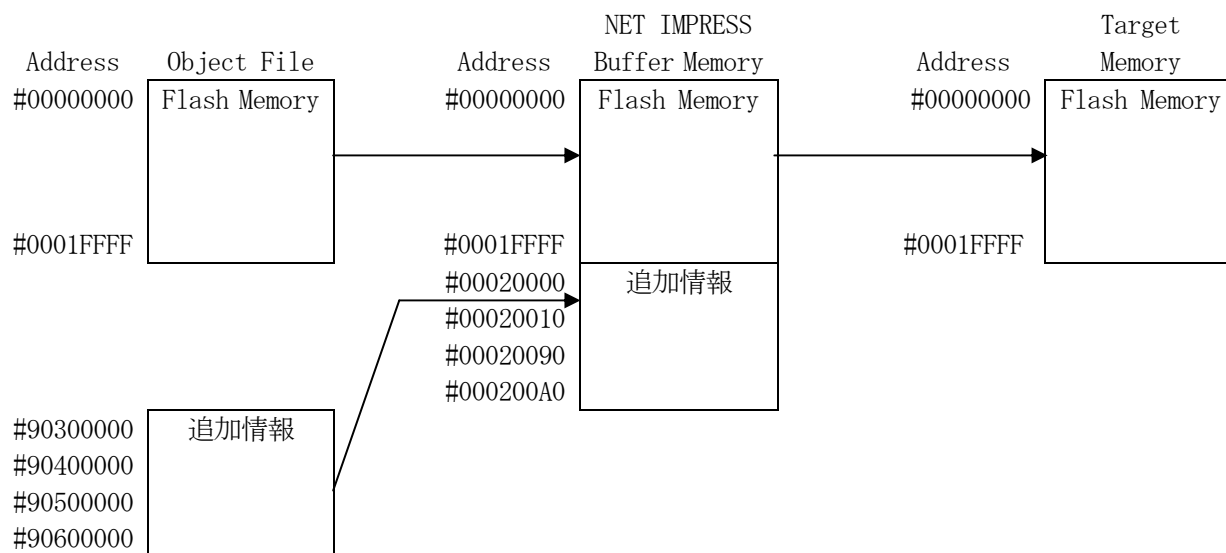 NET IMPRESS
Target
Address Object File Address Buffer Memory Address Memory
#00000000 Flash Memory #00000000 Flash Memory #00000000 Flash Memory
#0001FFFF #0001FFFF #0001FFFF
#00020000 追加情報
#00020010
#00020090
#000200A0
#90300000 追加情報
#90400000
#90500000
#90600000